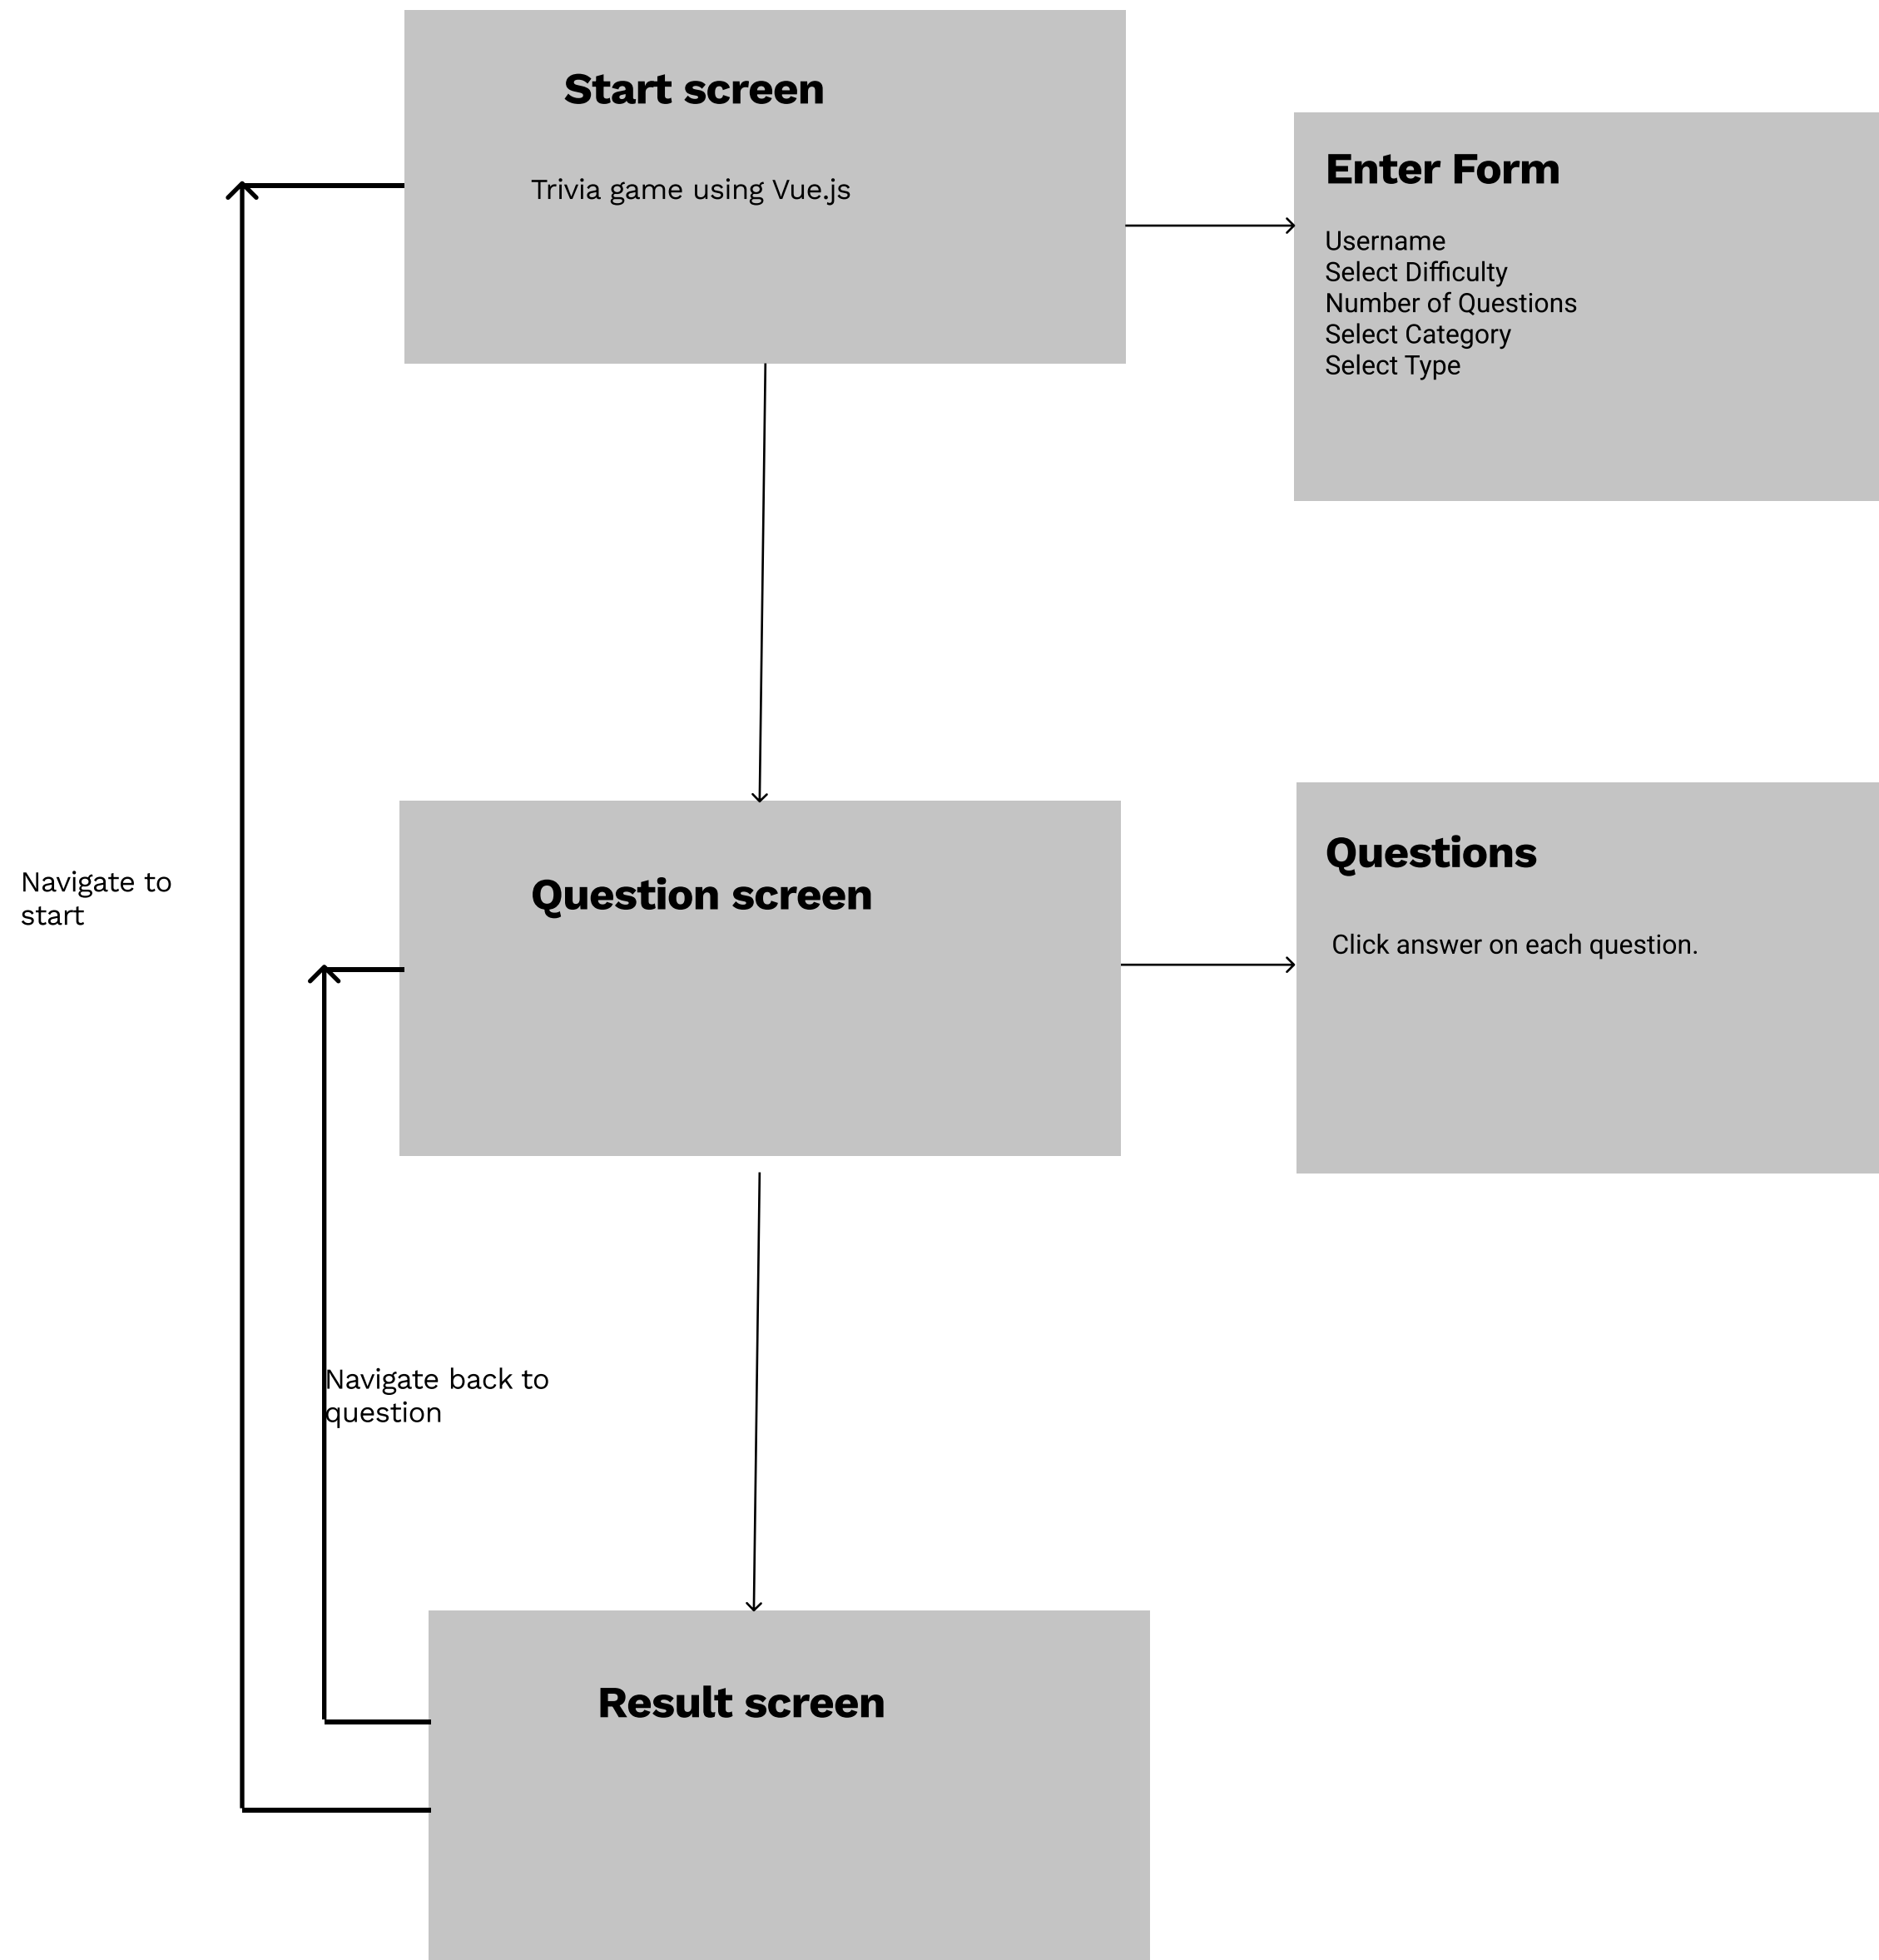 Start screen
Trivia game using Vue.js
Enter Form
Username
Select Difficulty
Number of Questions
Select Category
Select Type
Navigate to
start
Question screen
Questions
Click answer on each question.
Navigate back to
question
Result screen